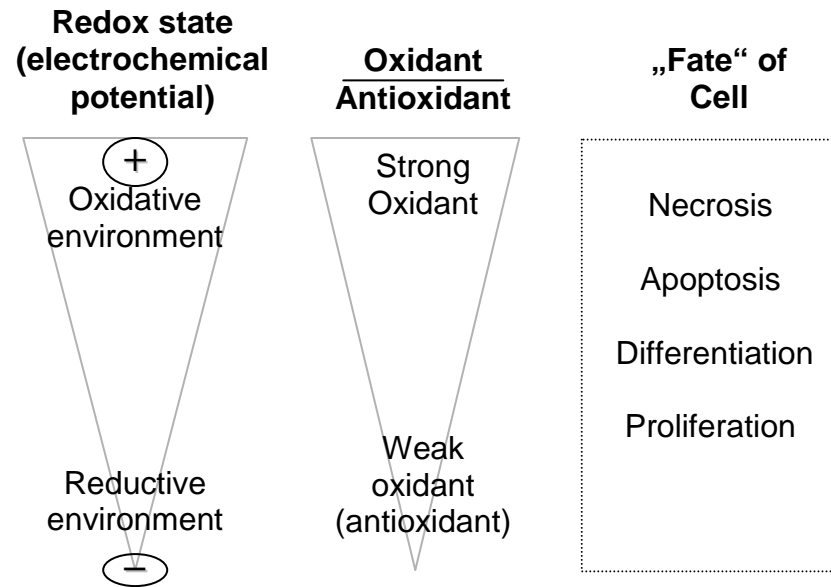 Redox state
(electrochemical
potential)
Oxidant
Antioxidant
„Fate“ of
Cell
+
Oxidative
environment
Reductive
environment
−
Strong
Oxidant
Weak
oxidant
(antioxidant)
Necrosis
Apoptosis
Differentiation
Proliferation